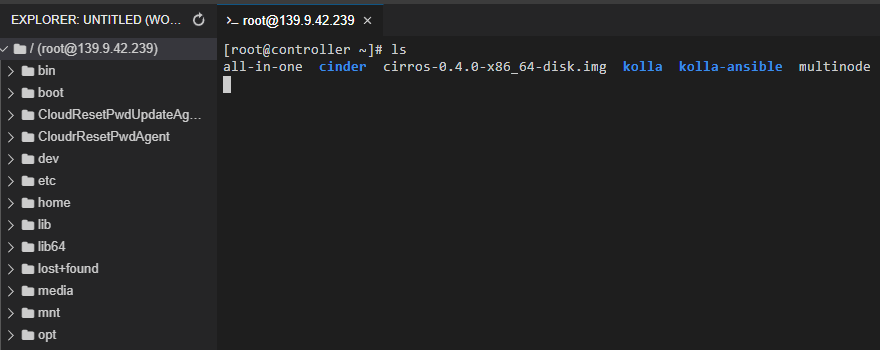 EXPLORER: UNTITLED (WO...
/ (root@139.9.42.239)
bin
boot
CloudResetPwdUpdateAg...
CloudrResetPwdAgent
dev
etc
home
lib
lib64
lost+found
media
mnt
opt
root@139.9.42.239
[root@controller ~]# ls
all-in-one cinder cirros-0.4.0-x86_64-disk.img kolla kolla-ansible multinode